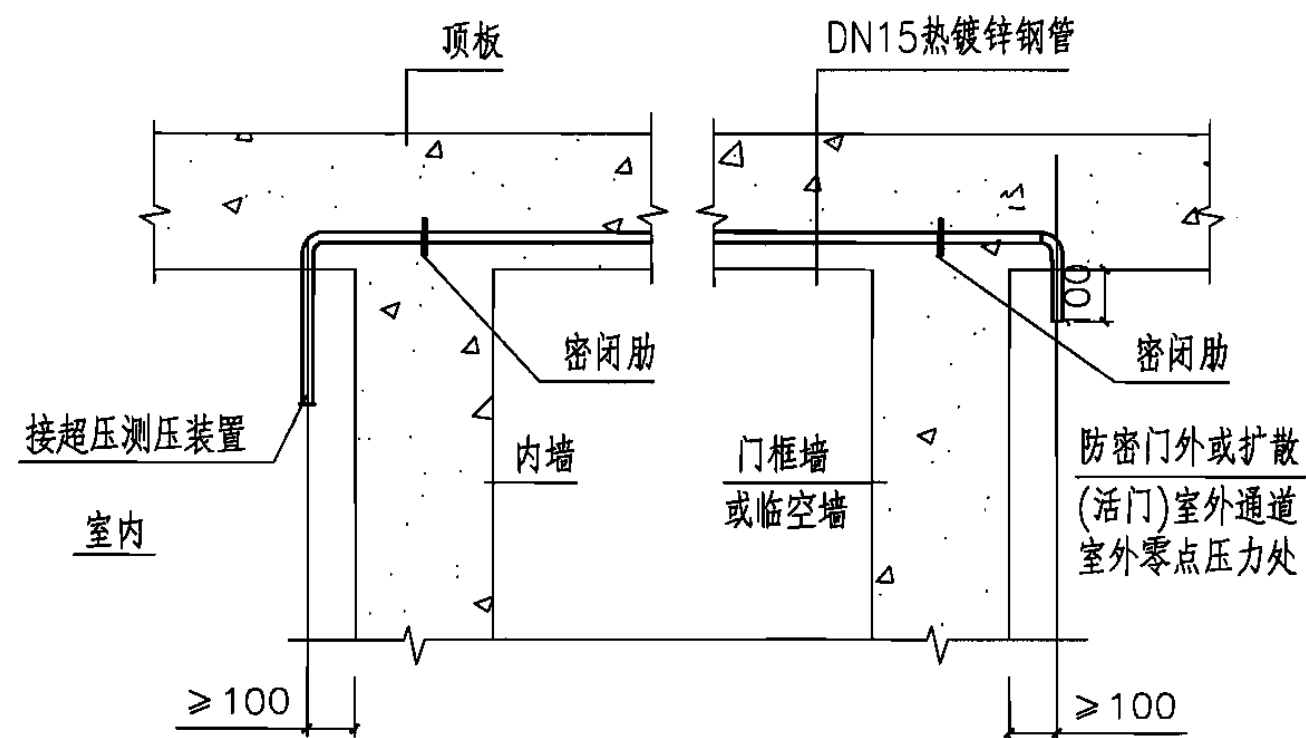 顶板
DN15热镀锌钢管
密闭肋
密闭肋
接超压测压装置
内墙
门框墙
或临空墙
防密门外或扩散
(活门)室外通道
室外零点压力处
室内
≥100
≥100